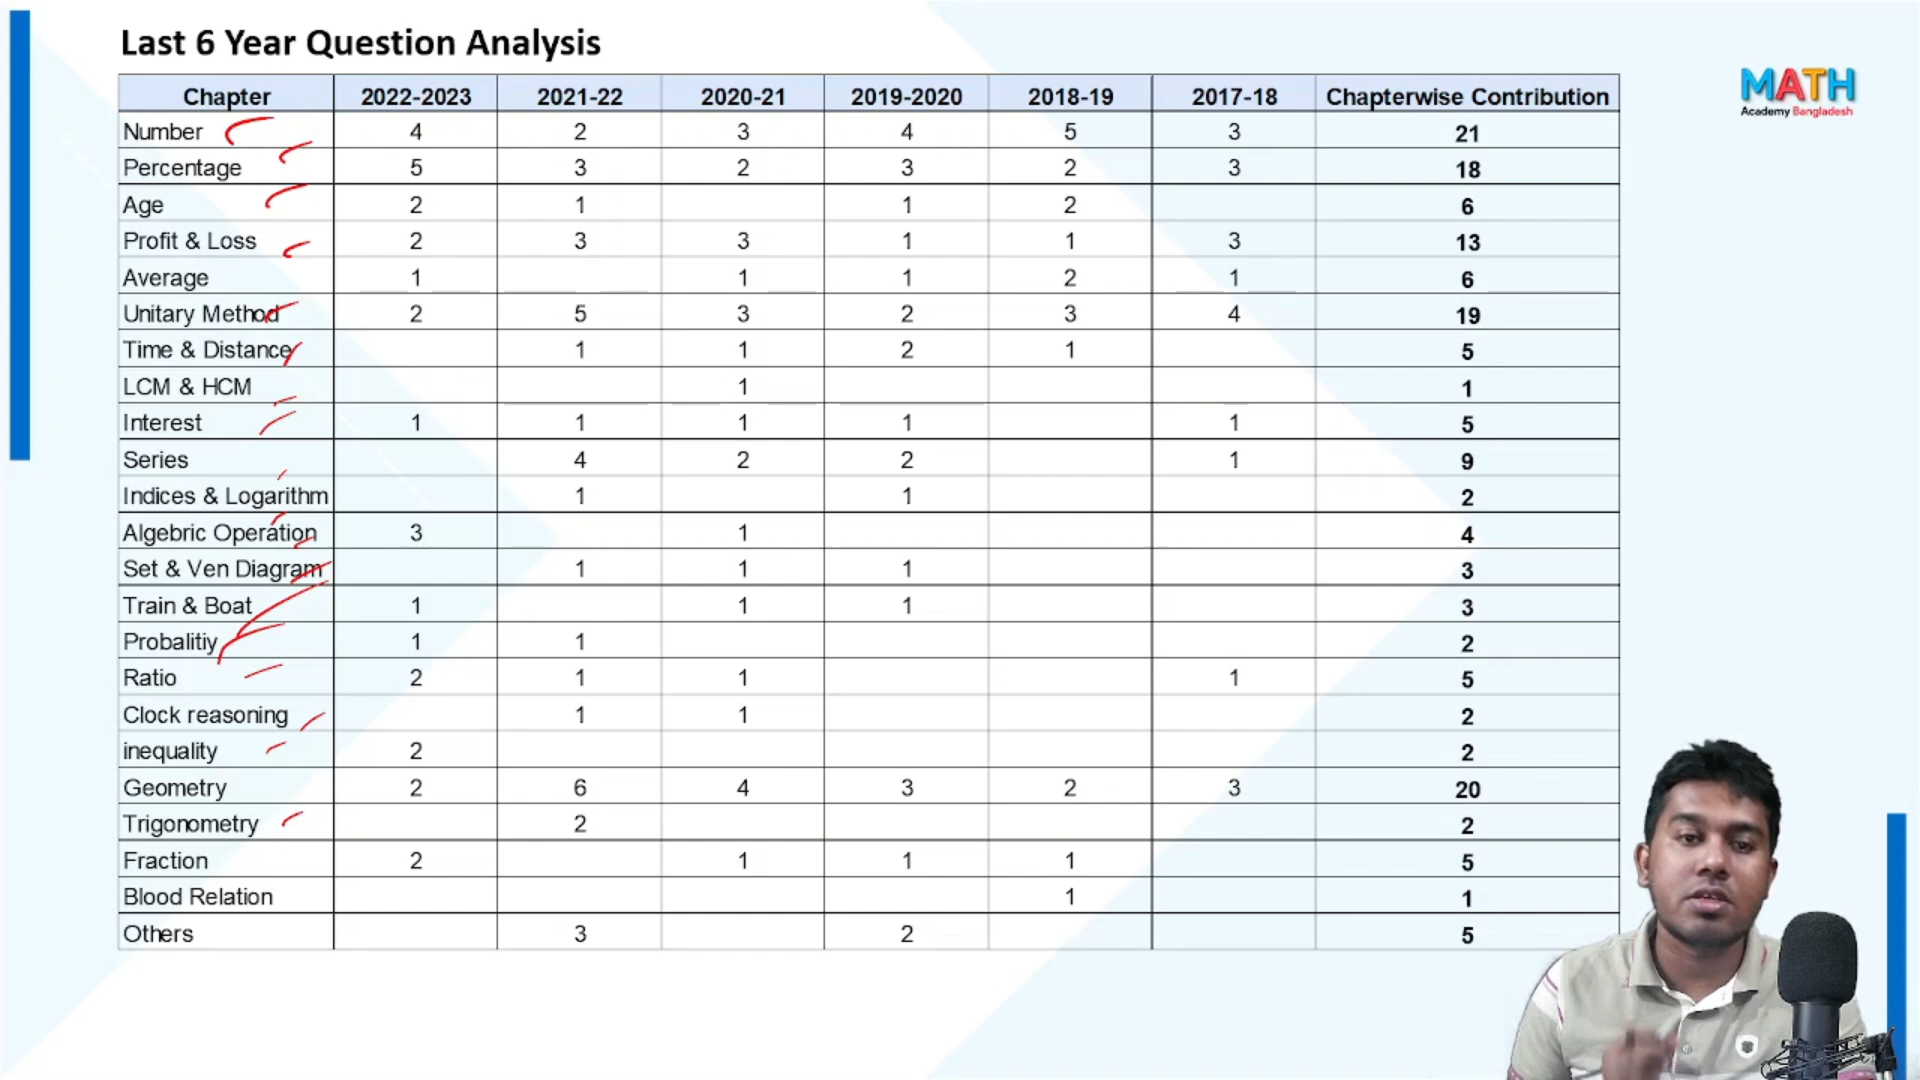 Last 6 Year Question Analysis
MATH
Academy Bangladesh
Chapter 2022-2023 2021-22 2020-21 2019-2020 2018-19 2017-18 Chapterwise Contribution
Number 4 2 3 4 5 3 21
Percentage 5 3 2 3 2 3 18
Age 2 1 1 2 6
Profit & Loss 2 3 3 1 1 3 13
Average 1 1 1 2 1 6
Unitary Method 2 5 3 2 3 4 19
Time & Distance 1 1 2 1 5
LCM & HCM 1 1
Interest 1 1 1 1 1 5
Series 4 2 2 1 9
Indices & Logarithm 1 1 2
Algebric Operation 3 1 4
Set & Ven Diagram 1 1 1 3
Train & Boat 1 1 1 3
Probalitiy 1 1 2
Ratio 2 1 1 1 5
Clock reasoning 1 1 2
inequality 2 2
Geometry 2 6 4 3 2 3 20
Trigonometry 2 2
Fraction 2 1 1 1 5
Blood Relation 1 1
Others 3 2 5